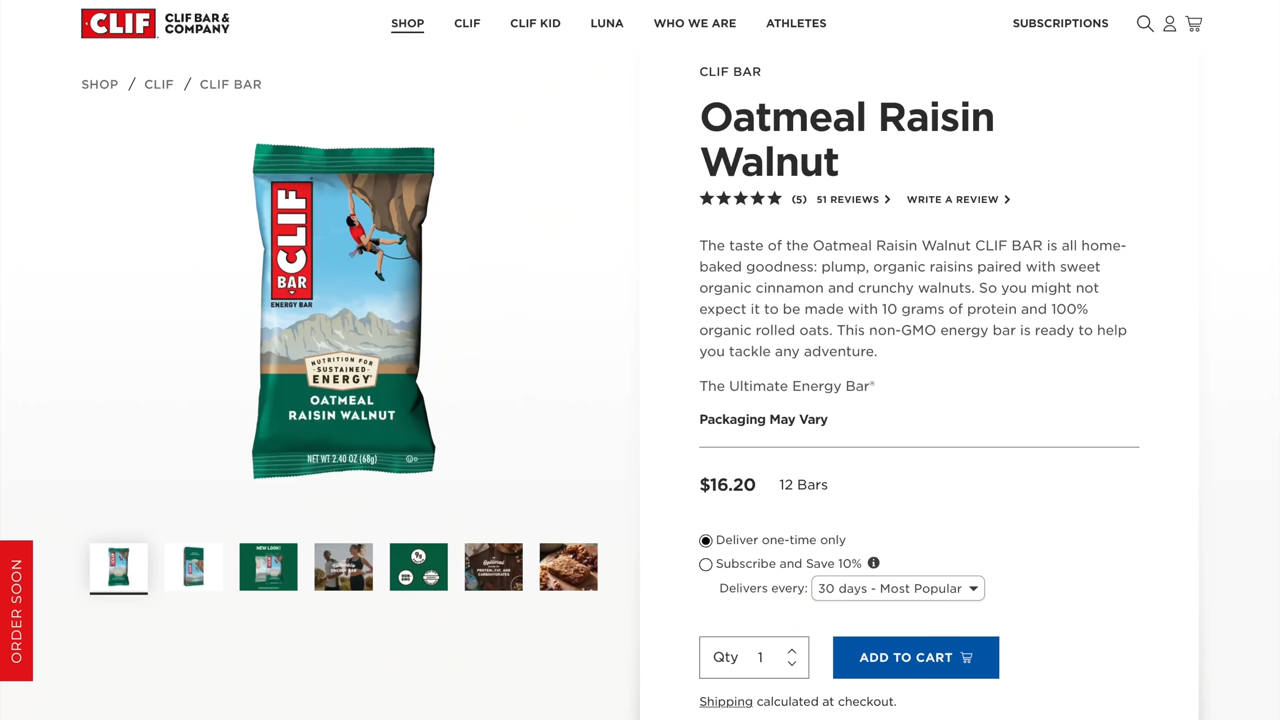 CLIF
CLIF BAR &
COMPANY
SHOP CLIF CLIF KID LUNA WHO WE ARE ATHLETES SUBSCRIPTIONS
SHOP / CLIF / CLIF BAR
CLIF BAR
Oatmeal Raisin
Walnut
(5) 51 REVIEWS WRITE A REVIEW
The taste of the Oatmeal Raisin Walnut CLIF BAR is all home-
baked goodness: plump, organic raisins paired with sweet
organic cinnamon and crunchy walnuts. So you might not
expect it to be made with 10 grams of protein and 100%
organic rolled oats. This non-GMO energy bar is ready to help
you tackle any adventure.
The Ultimate Energy Bar®
Packaging May Vary
$16.20 12 Bars
Deliver one-time only
Subscribe and Save 10%
Delivers every: 30 days - Most Popular
Qty 1
ADD TO CART
Shipping calculated at checkout.
CLIF
BAR
ENERGY BAR
NUTRITION FOR
SUSTAINED
ENERGY
OATMEAL
RAISIN WALNUT
NET WT 2.40 OZ (68g)
NEW LOOK!
9g
ORDER SOON